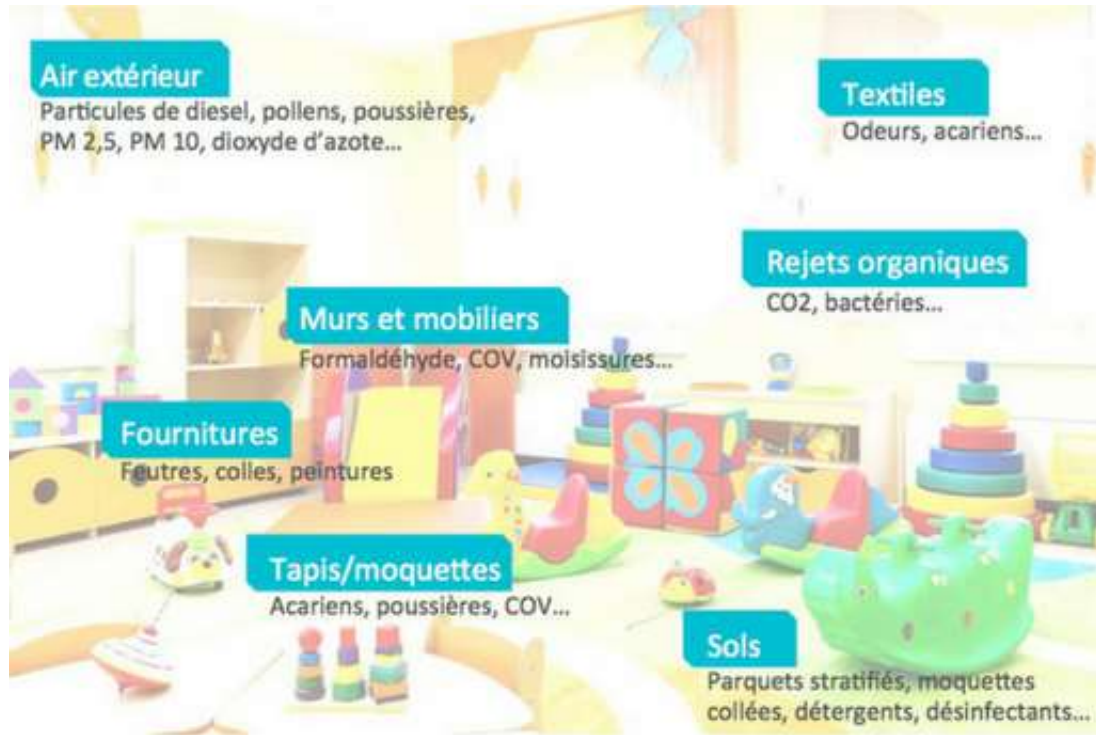 Air extérieur
Particules de diesel, pollens, poussières,
PM 2,5, PM 10, dioxyde d'azote...
Textiles
Odeurs, acariens...
Rejets organiques
CO2, bactéries...
Murs et mobiliers
Formaldéhyde, COV, moisissures...
Fournitures
Feutres, colles, peintures
Tapis/moquettes
Acariens, poussières, COV...
Sols
Parquets stratifiés, moquettes
collées, détergents, désinfectants...